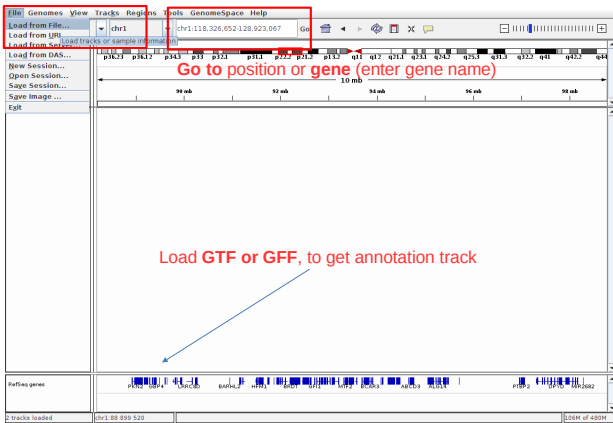 File Genomes View Tracks Regions Tools GenomeSpace Help
Load from File...
chr1
chr1:118,326,652-128,923,067
Go
Load from URL
Load tracks or sample information
Load from Server
Load from DAS...
New Session...
Open Session...
Save Session...
Save Image ...
Exit
p36.23 p36.12 p34.3 p33 p32.1 p31.1 p22.2 p21.2 p13.2 q11 q12 q21.1 q23.1 q24.3 q25.3 q31.3 q32.2 q41 q42.2 q44
Go to position or gene (enter gene name)
10 mb
90 mb 92 mb 94 mb 96 mb 98 mb
Load GTF or GFF, to get annotation track
RefSeq genes
PKN2 GBP4 LRRC8D BARHL2 HFM1 BRDT GFI1 MTF2 BCAR3 ABCD3 ALG14 PTBP2 DPYD MIR2682
2 tracks loaded
chr1:88 899 520
106M of 480M